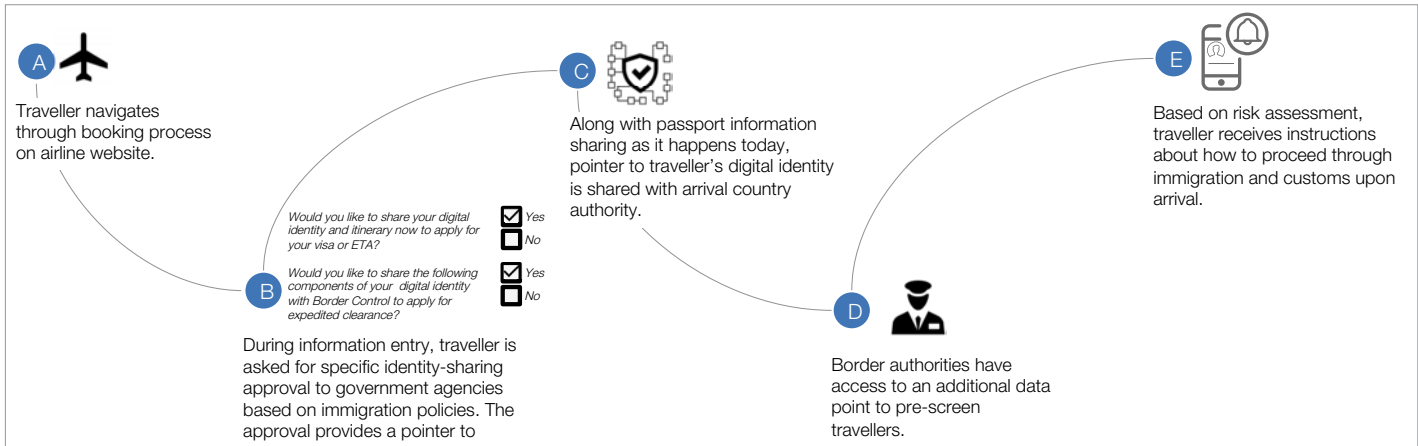 A
Traveller navigates
through booking process
on airline website.
B
Would you like to share your digital
identity and itinerary now to apply for
your visa or ETA?
Yes
No
Would you like to share the following
components of your digital identity
with Border Control to apply for
expedited clearance?
Yes
No
During information entry, traveller is
asked for specific identity-sharing
approval to government agencies
based on immigration policies. The
approval provides a pointer to
C
Along with passport information
sharing as it happens today,
pointer to traveller's digital identity
is shared with arrival country
authority.
D
Border authorities have
access to an additional data
point to pre-screen
travellers.
E
Based on risk assessment,
traveller receives instructions
about how to proceed through
immigration and customs upon
arrival.